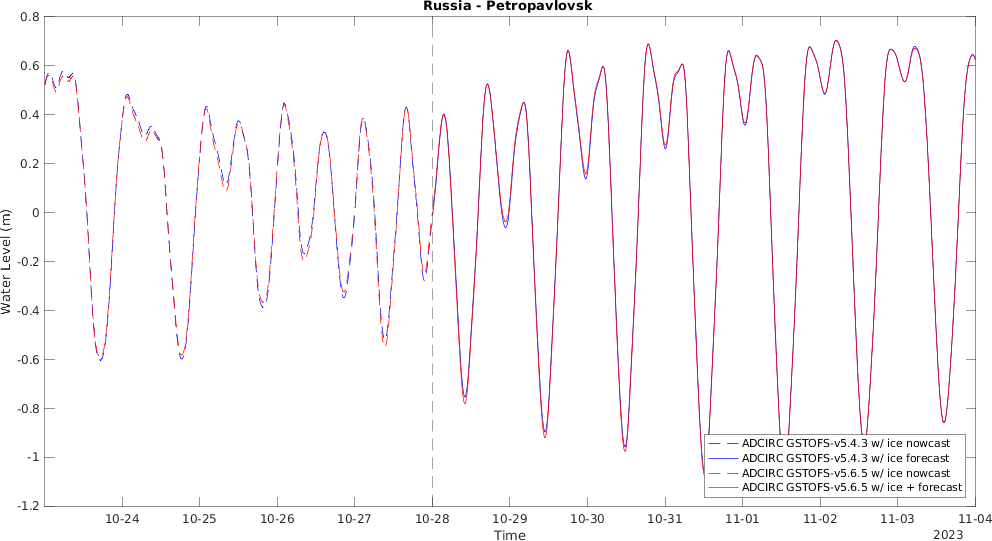 Russia - Petropavlovsk
0.8
0.6
0.4
0.2
0
-0.2
-0.4
-0.6
-0.8
-1
-1.2
Water Level (m)
ADCIRC GSTOFS-v5.4.3 w/ ice nowcast
ADCIRC GSTOFS-v5.4.3 w/ ice forecast
ADCIRC GSTOFS-v5.6.5 w/ ice nowcast
ADCIRC GSTOFS-v5.6.5 w/ ice + forecast
10-24 10-25 10-26 10-27 10-28 10-29 10-30 10-31 11-01 11-02 11-03 11-04
Time
2023